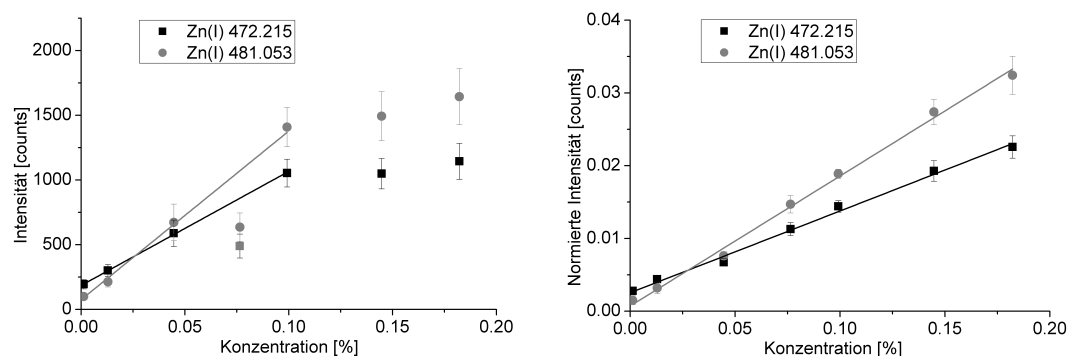 Zn(I) 472.215
Zn(I) 481.053
2250
2000
1500
1000
500
0
Intensität [counts]
0.00
0.05
0.10
0.15
0.20
Konzentration [%]
Zn(I) 472.215
Zn(I) 481.053
0.04
0.03
0.02
0.01
0.00
Normierte Intensität [counts]
0.00
0.05
0.10
0.15
0.20
Konzentration [%]